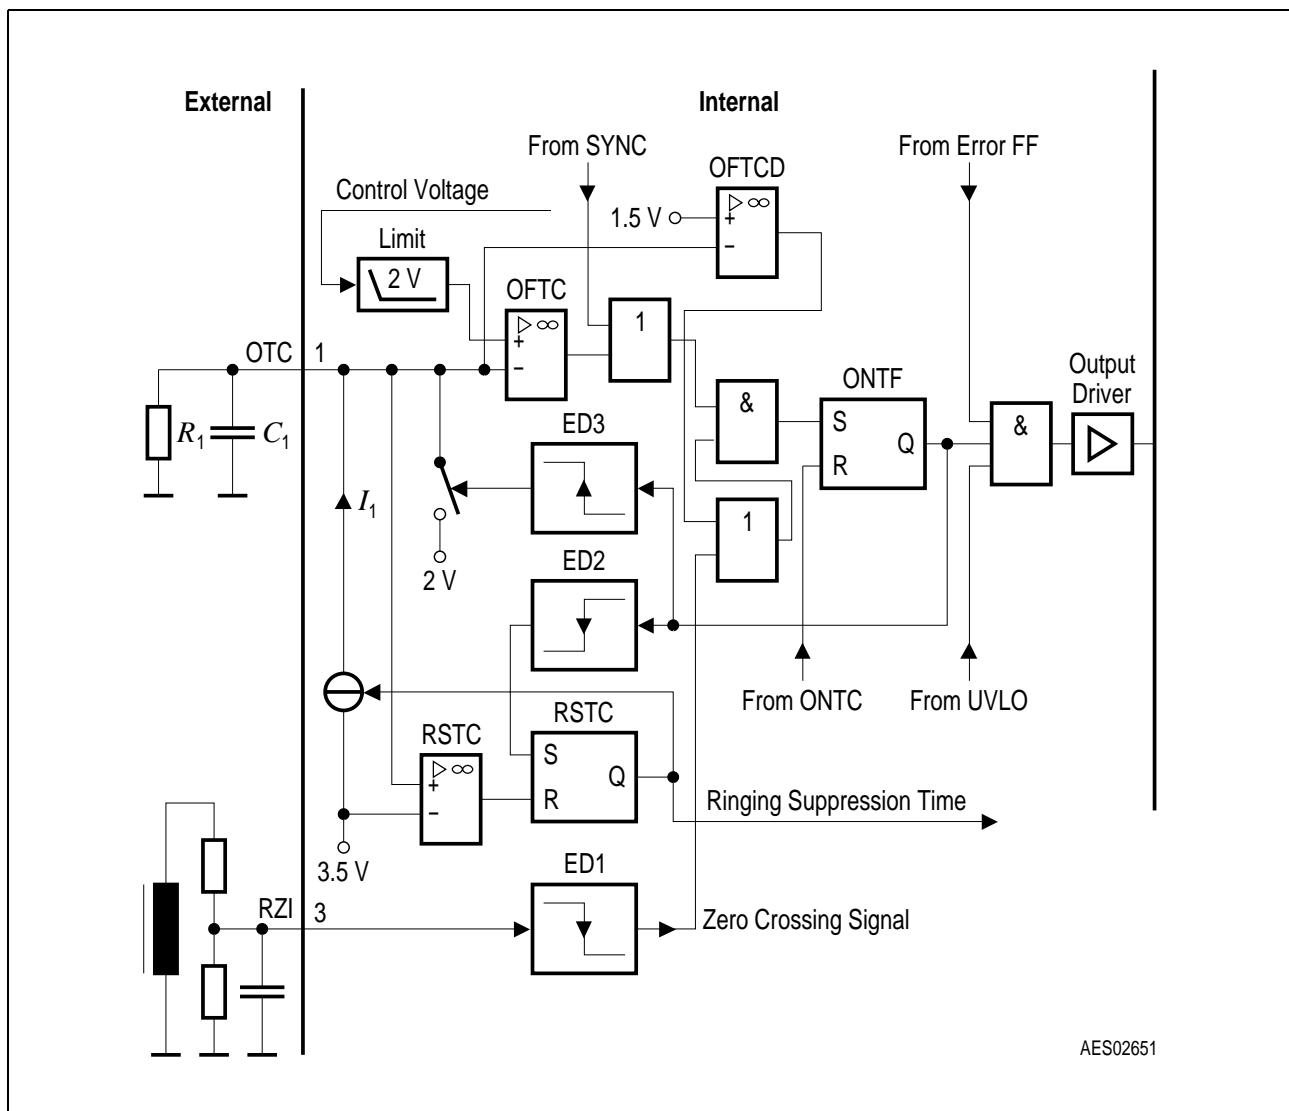 External
Internal
From SYNC
From Error FF
OFTCD
Control Voltage
1.5 V
+
−
▷ ∞
Limit
2 V
OFTC
▷ ∞
+
−
1
OTC
1
Output
Driver
ONTF
&
S
R
Q
&
R1
C1
ED3
I1
1
2 V
ED2
From ONTC
From UVLO
RSTC
RSTC
▷ ∞
+
−
S
R
Q
Ringing Suppression Time
3.5 V
ED1
RZI
3
Zero Crossing Signal
AES02651